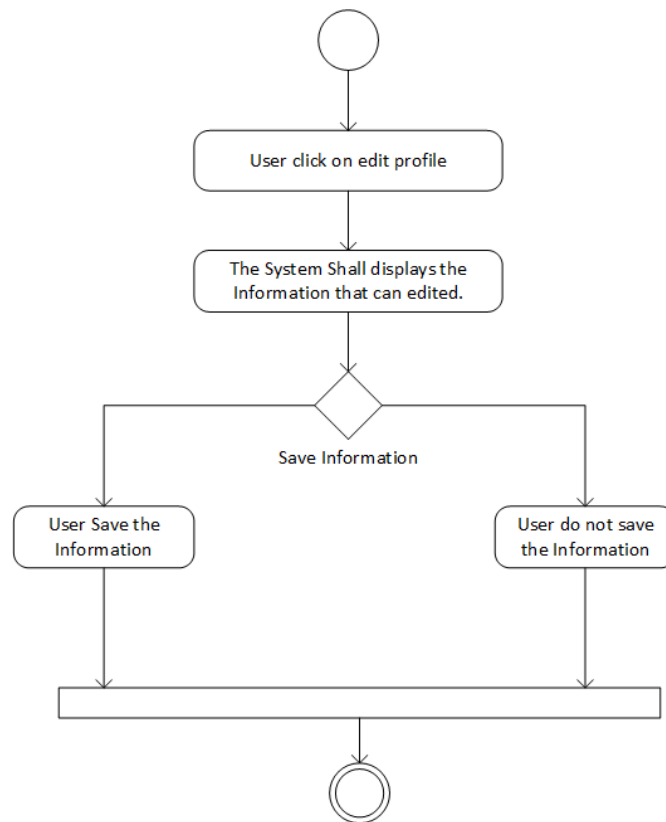 User click on edit profile
The System Shall displays the
Information that can edited.
Save Information
User Save the
Information
User do not save
the Information